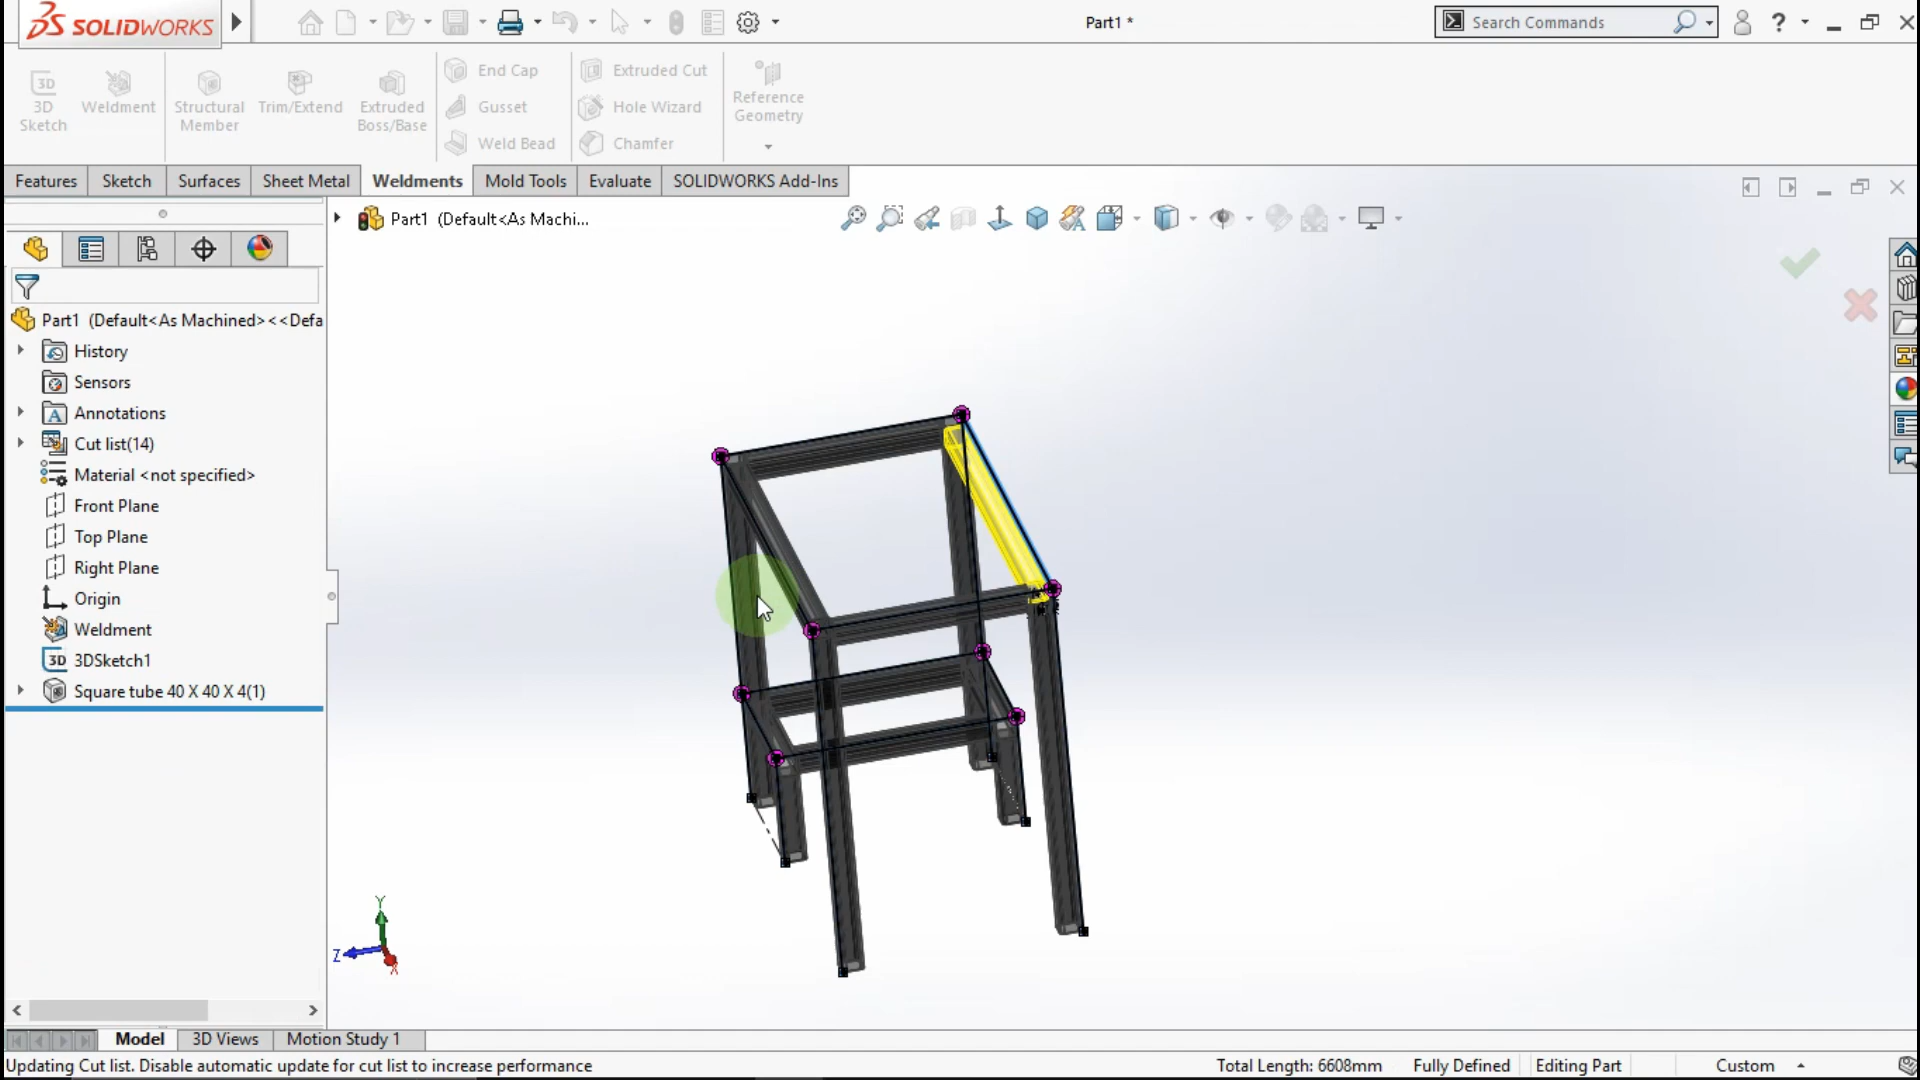 SOLIDWORKS
Part1 *
Search Commands
3D Sketch
Weldment
Structural Member
Trim/Extend
Extruded Boss/Base
End Cap
Gusset
Weld Bead
Extruded Cut
Hole Wizard
Chamfer
Reference Geometry
Features
Sketch
Surfaces
Sheet Metal
Weldments
Mold Tools
Evaluate
SOLIDWORKS Add-Ins
Part1 (Default<As Machi...
Part1 (Default<As Machined><<Defa
History
Sensors
Annotations
Cut list(14)
Material <not specified>
Front Plane
Top Plane
Right Plane
Origin
Weldment
3D 3DSketch1
Square tube 40 X 40 X 4(1)
Y
Z
X
Model
3D Views
Motion Study 1
Updating Cut list. Disable automatic update for cut list to increase performance
Total Length: 6608mm
Fully Defined
Editing Part
Custom